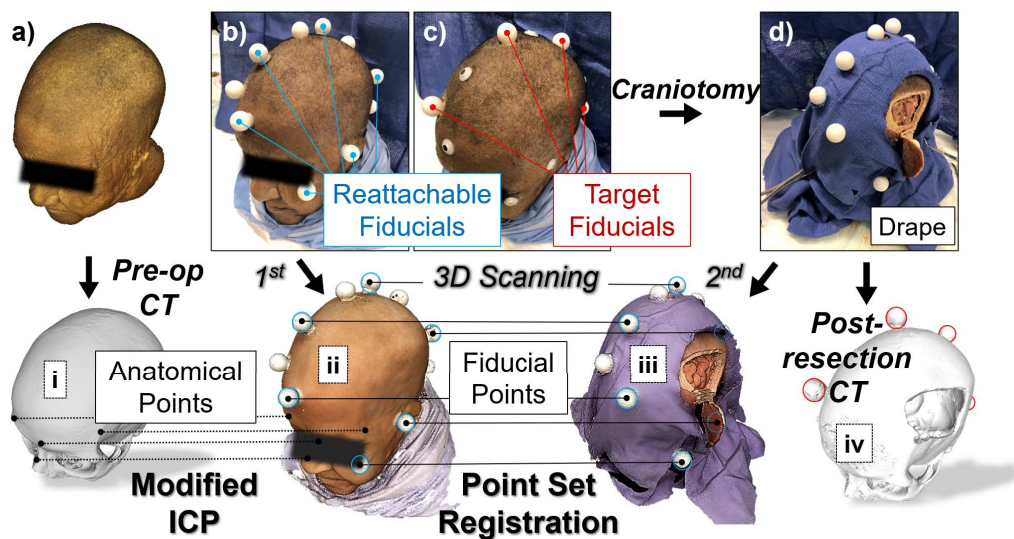 a)
b)
c)
d)
Craniotomy
Reattachable
Fiducials
Target
Fiducials
Drape
Pre-op
CT
1st
3D Scanning
2nd
Post-
resection
CT
i
Anatomical
Points
ii
Fiducial
Points
iii
iv
Modified
ICP
Point Set
Registration